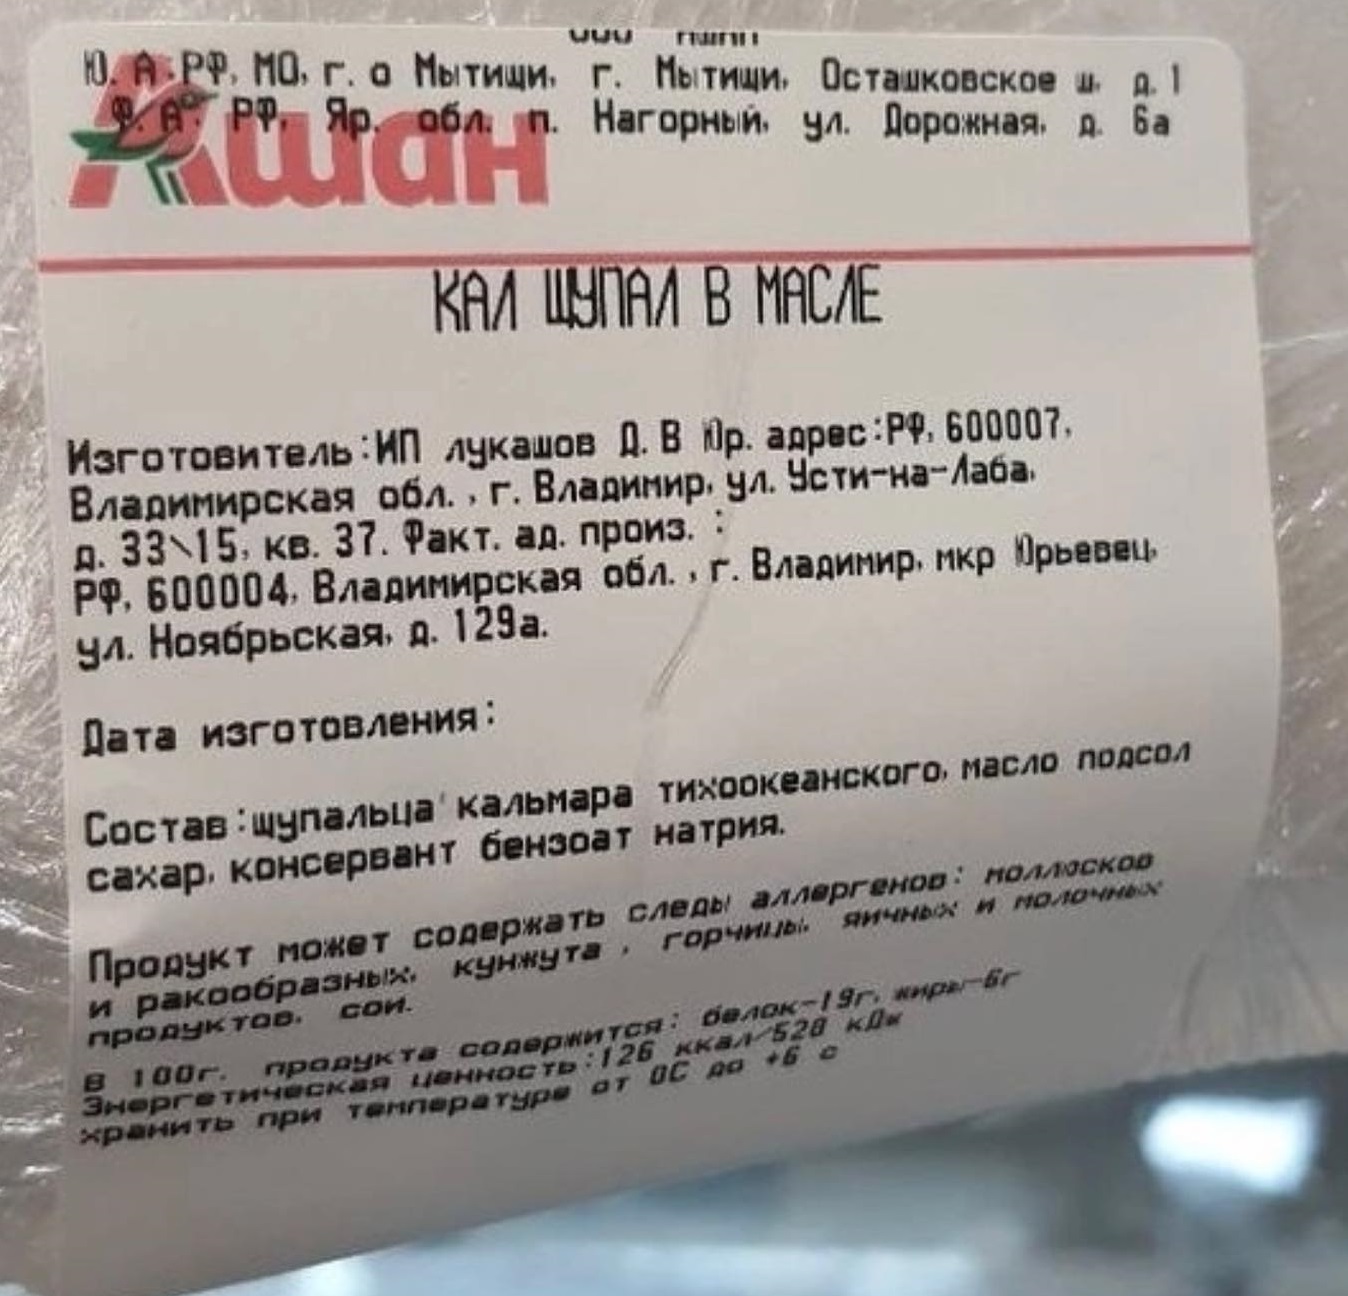 Ю. А. РФ, МО, г. о Мытищи, г. Мытищи, Осташковское ш. д. 1
Ф. А. РФ, Яр. обл. п. Нагорный, ул. Дорожная, д. 6а
Ашан
КАЛ ЩУПАЛ В МАСЛЕ
Изготовитель:ИП лукашов Д. В Юр. адрес:РФ, 600007,
Владимирская обл. , г. Владимир, ул. Усти-на-Лаба,
д. 33\15, кв. 37. Факт. ад. произ. :
РФ, 600004, Владимирская обл. , г. Владимир, мкр Юрьевец,
ул. Ноябрьская, д. 129а.
Дата изготовления:
Состав:щупальца кальмара тихоокеанского, масло подсол
сахар, консервант бензоат натрия.
Продукт может содержать следы аллергенов: моллюсков
и ракообразных, кунжута , горчицы, яичных и молочных
продуктов, сои.
В 100г. продукта содержится: белок-19г, жиры-6г
Энергетическая ценность:126 ккал/528 кДж
хранить при температуре от 0С до +6 с